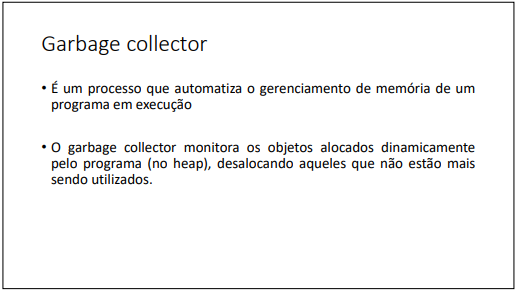 Garbage collector
• É um processo que automatiza o gerenciamento de memória de um
programa em execução
• O garbage collector monitora os objetos alocados dinamicamente
pelo programa (no heap), desalocando aqueles que não estão mais
sendo utilizados.